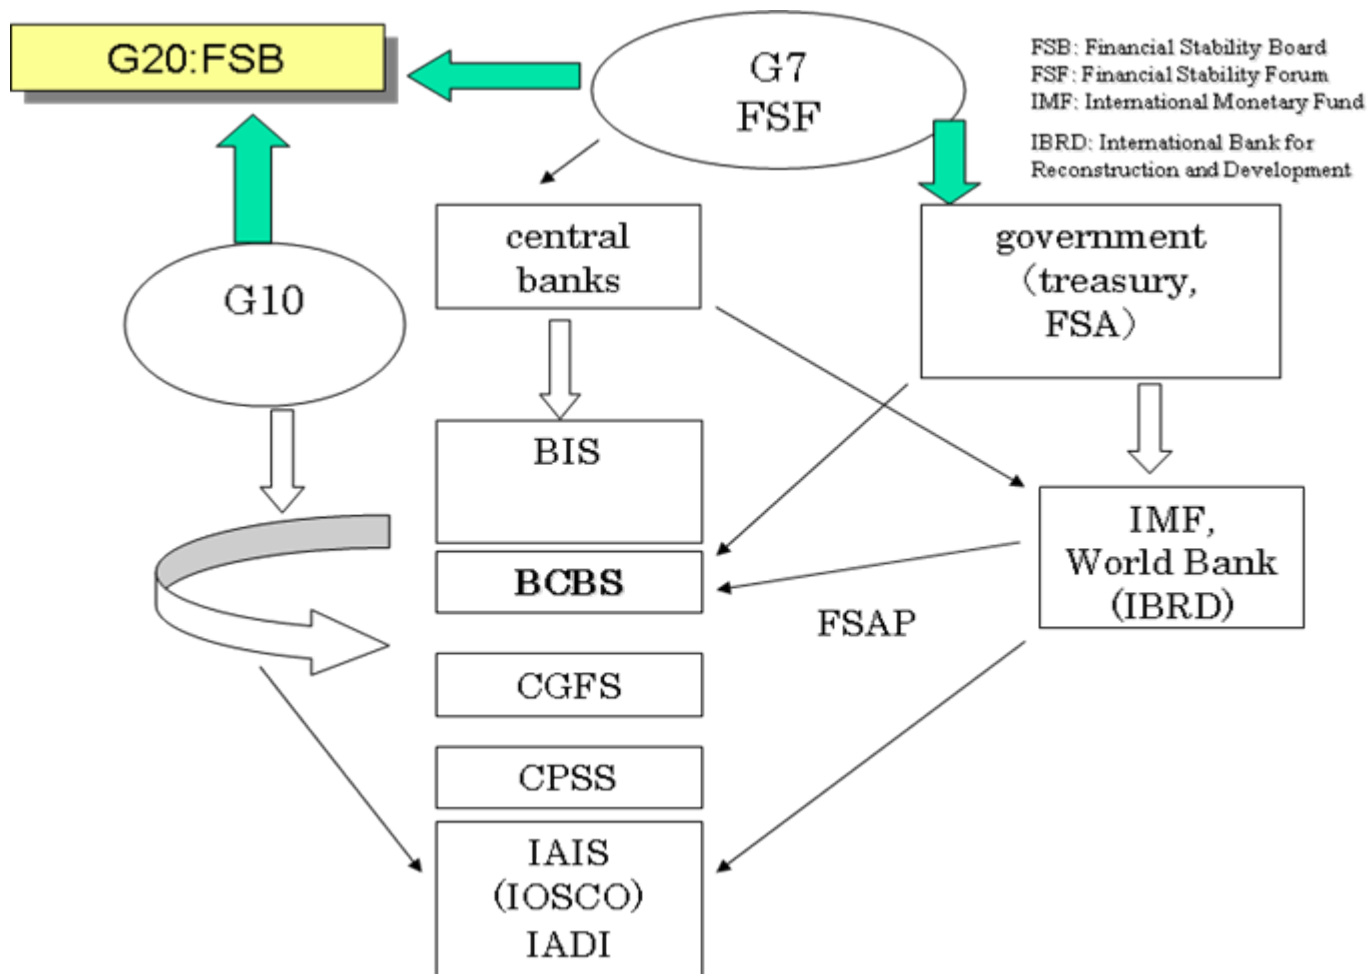 G20:FSB
G7
FSF
FSB: Financial Stability Board
FSF: Financial Stability Forum
IMF: International Monetary Fund
IBRD: International Bank for
Reconstruction and Development
central
banks
government
（treasury,
FSA）
G10
BIS
BCBS
IMF,
World Bank
(IBRD)
FSAP
CGFS
CPSS
IAIS
(IOSCO)
IADI